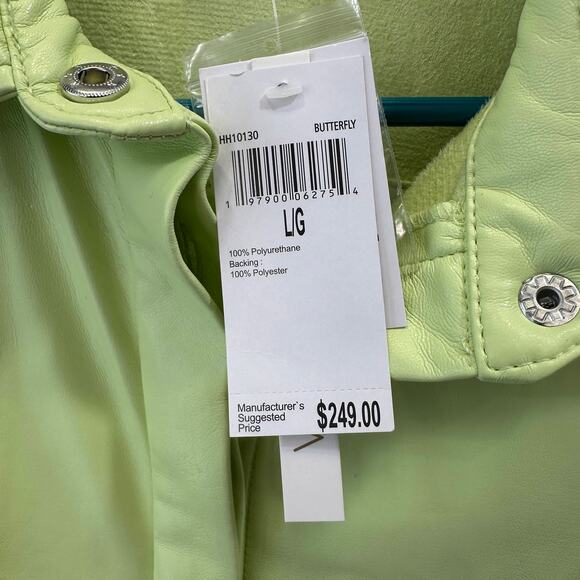 HH10130 BUTTERFLY
1 97900 06275 4
L/G
100% Polyurethane
Backing :
100% Polyester
Manufacturer`s
Suggested
Price
$249.00